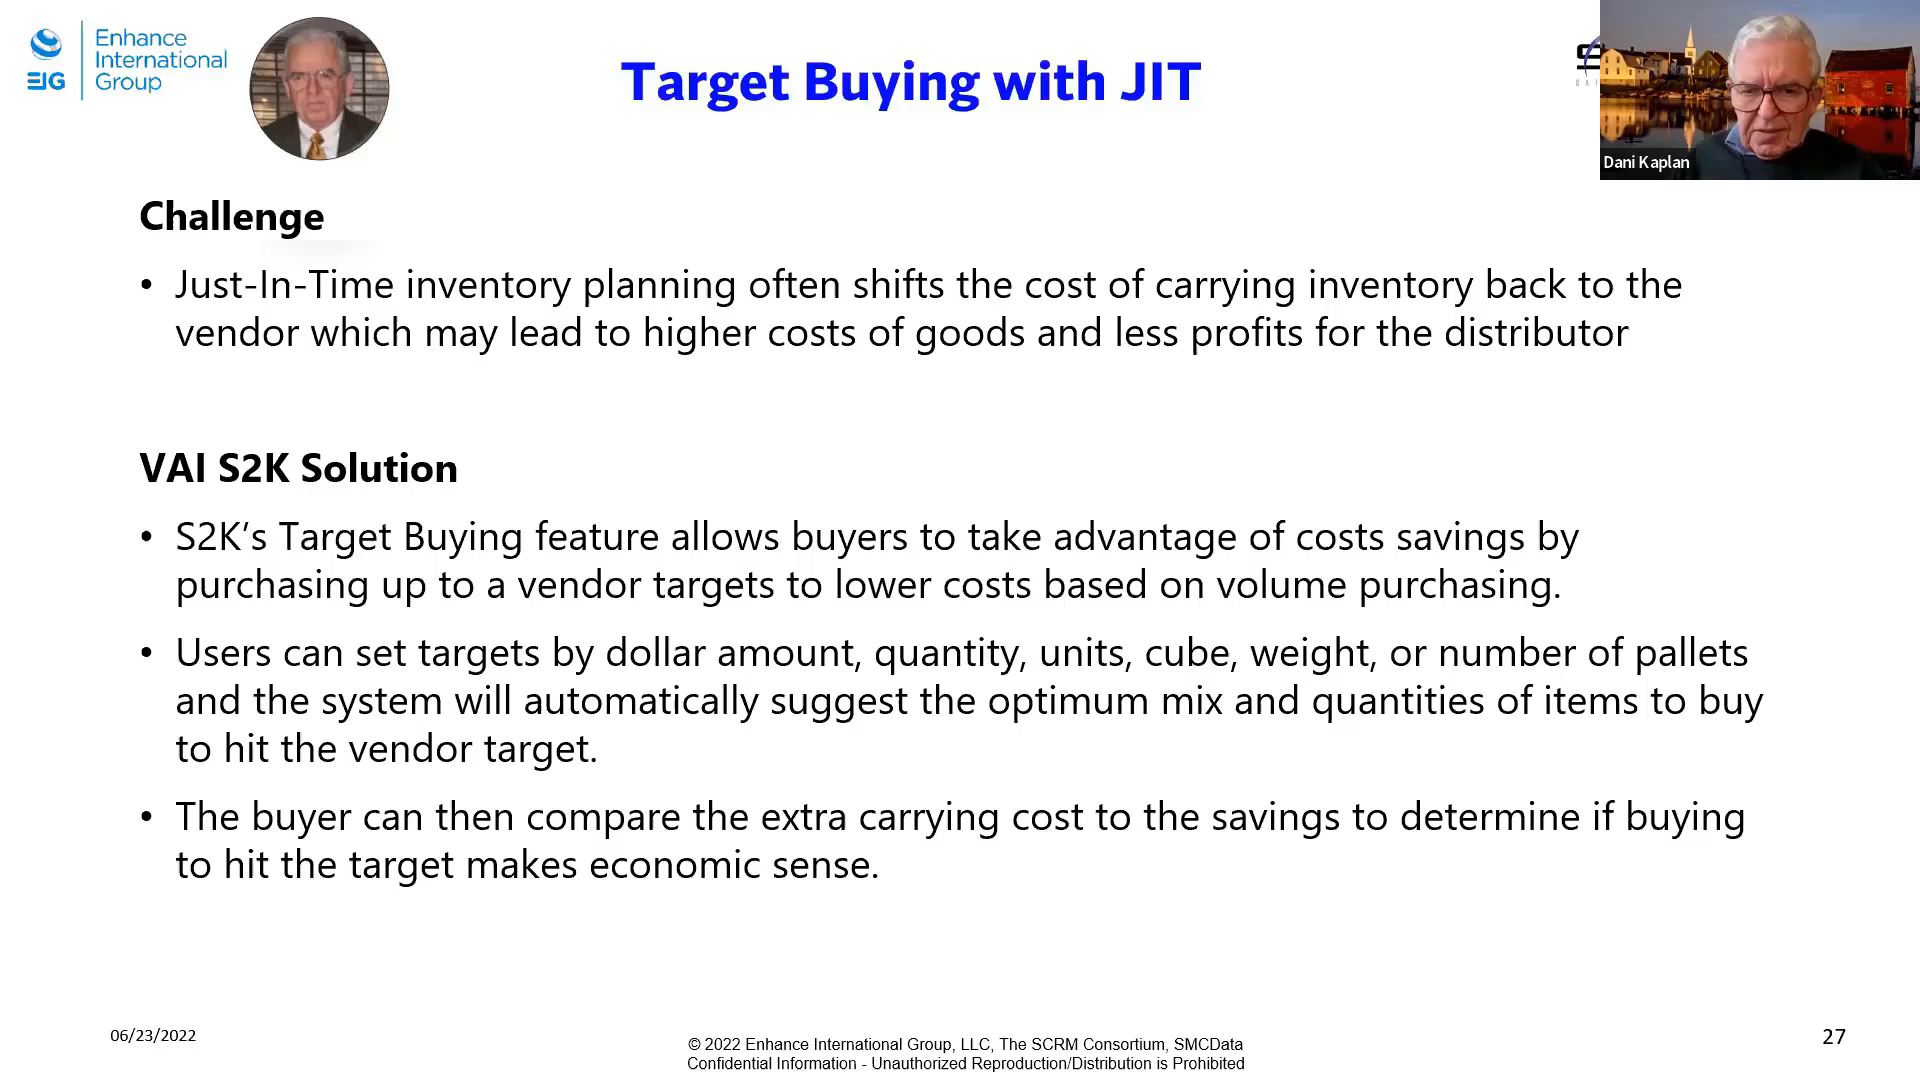 Enhance
International
Group
EIG
Target Buying with JIT
Dani Kaplan
Challenge
• Just-In-Time inventory planning often shifts the cost of carrying inventory back to the
vendor which may lead to higher costs of goods and less profits for the distributor
VAI S2K Solution
• S2K’s Target Buying feature allows buyers to take advantage of costs savings by
purchasing up to a vendor targets to lower costs based on volume purchasing.
• Users can set targets by dollar amount, quantity, units, cube, weight, or number of pallets
and the system will automatically suggest the optimum mix and quantities of items to buy
to hit the vendor target.
• The buyer can then compare the extra carrying cost to the savings to determine if buying
to hit the target makes economic sense.
06/23/2022
© 2022 Enhance International Group, LLC, The SCRM Consortium, SMCData
Confidential Information - Unauthorized Reproduction/Distribution is Prohibited
27